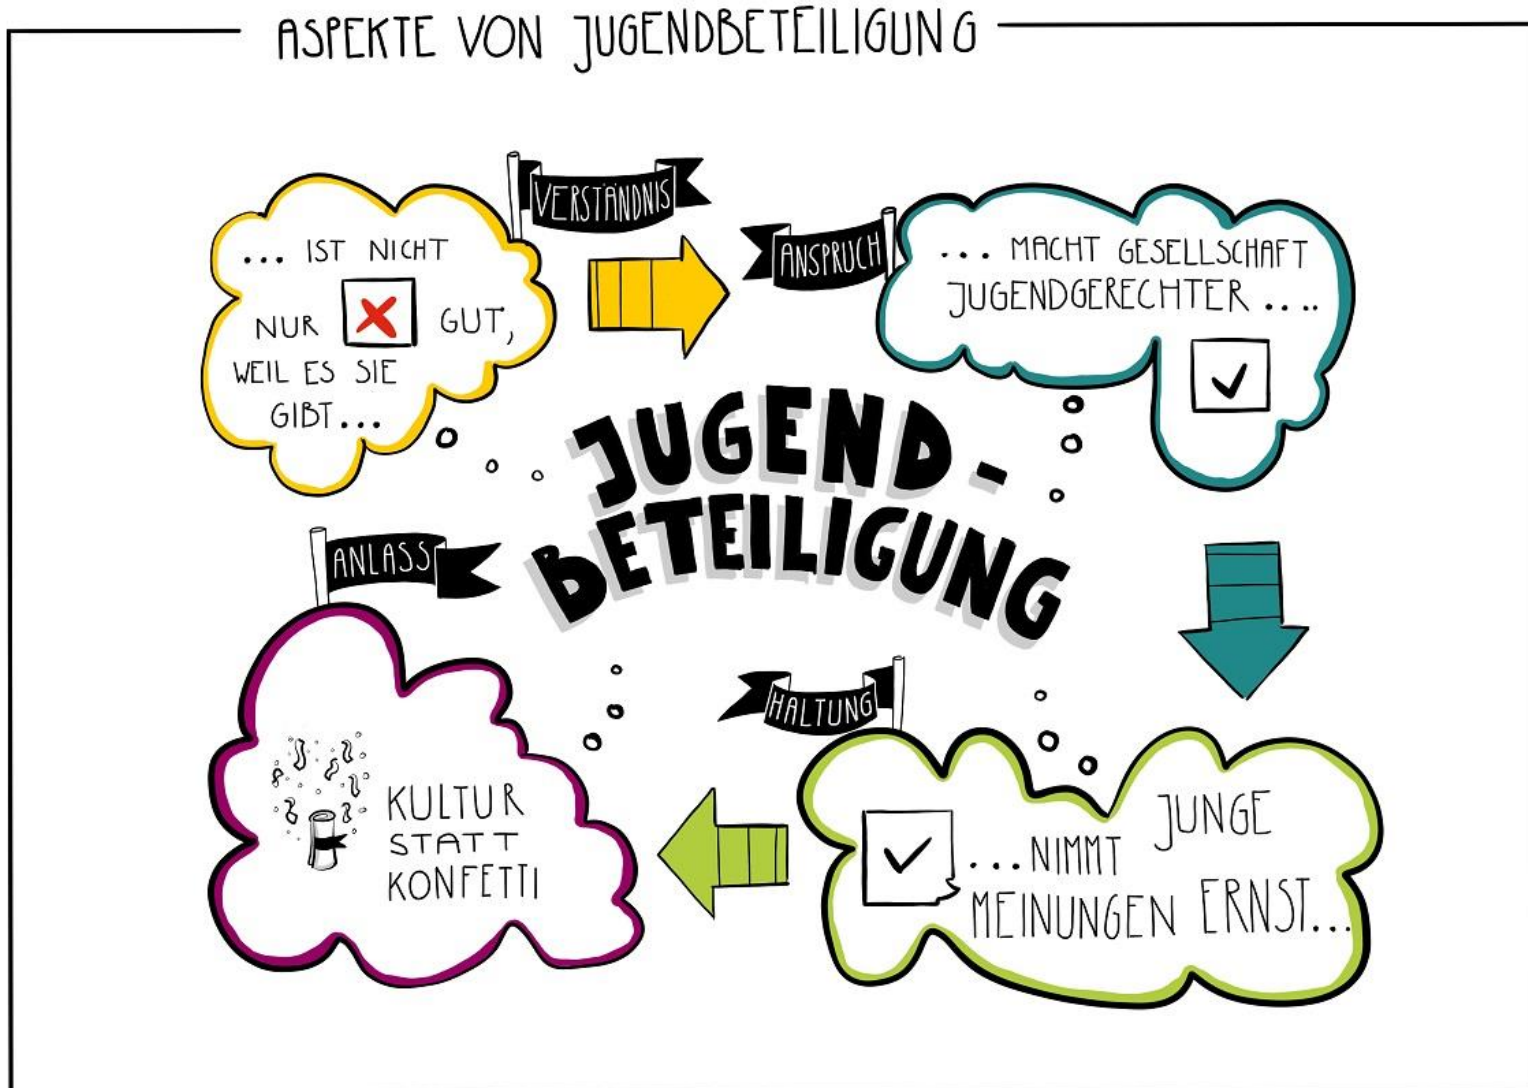 ASPEKTE VON JUGENDBETEILIGUNG
VERSTÄNDNIS
... IST NICHT
NUR GUT,
WEIL ES SIE
GIBT...
ANSPRUCH
... MACHT GESELLSCHAFT
JUGENDGERECHTER ....
JUGEND-
BETEILIGUNG
HALTUNG
...NIMMT JUNGE
MEINUNGEN ERNST...
ANLASS
KULTUR
STATT
KONFETTI